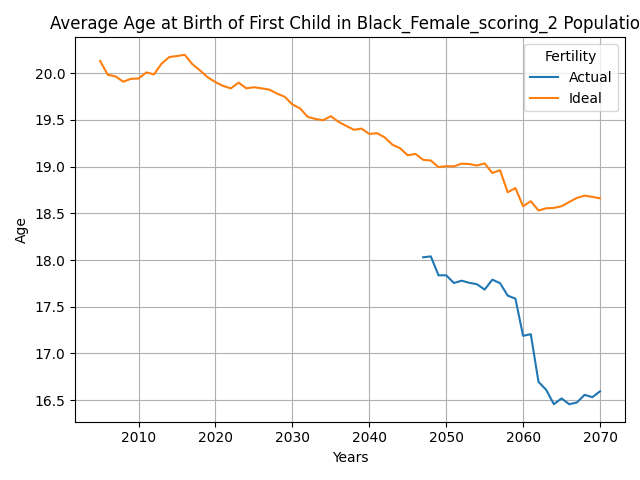 Average Age at Birth of First Child in Black_Female_scoring_2 Populatio
Fertility
Actual
Ideal
20.0
19.5
19.0
18.5
18.0
17.5
17.0
16.5
Age
2010 2020 2030 2040 2050 2060 2070
Years